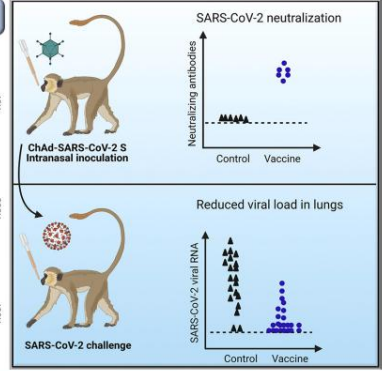 SARS-CoV-2 neutralization
Neutralizing antibodies
Control Vaccine
ChAd-SARS-CoV-2 S
Intranasal inoculation
Reduced viral load in lungs
SARS-CoV-2 viral RNA
Control Vaccine
SARS-CoV-2 challenge